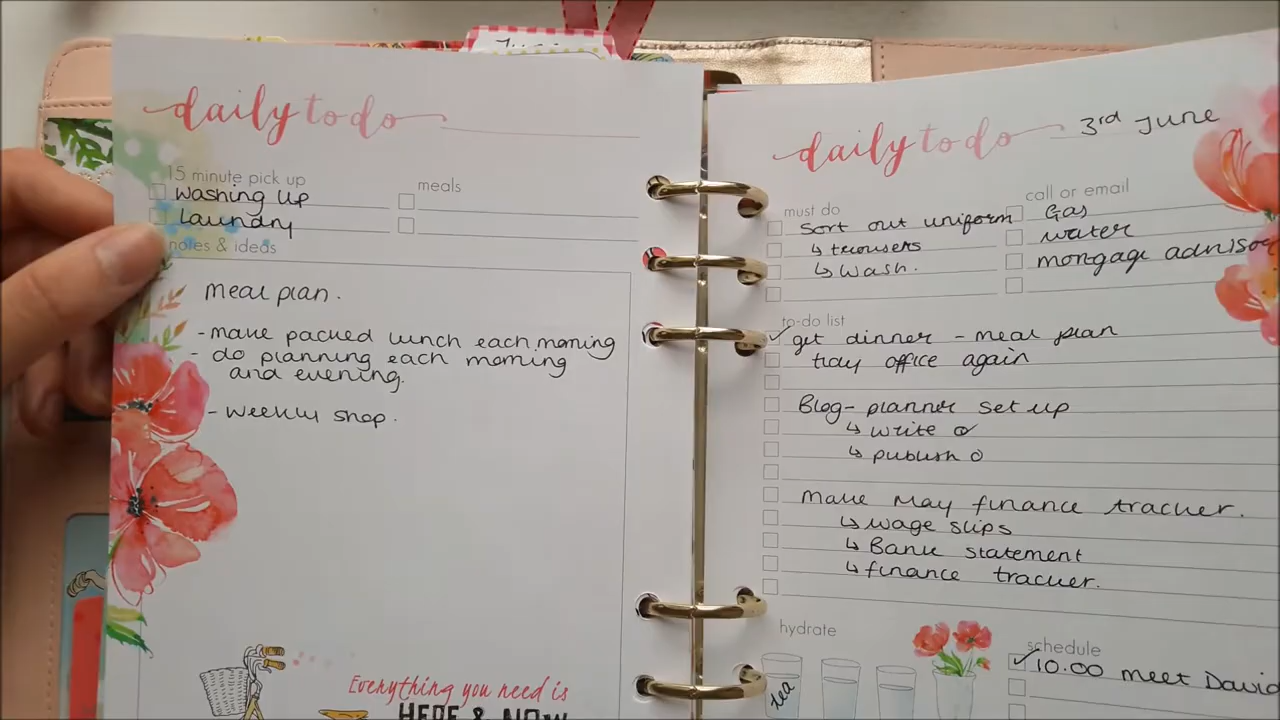 daily to do
15 minute pick up
washing up
Laundry
meals
notes & ideas
meal plan.
- make packed lunch each morning
- do planning each morning
and evening.
- weekly shop.
Everything you need is
HERE & NOW
daily to do 3rd June
must do
sort out uniform
↳ trousers
↳ wash.
call or email
Gas
water
mortgage advisor
to-do list
get dinner - meal plan
tidy office again
Blog - planner set up
↳ write
↳ publish
make May finance tracker.
↳ wage slips
↳ Bank statement
↳ finance tracker.
hydrate
tea
schedule
10.00 meet David